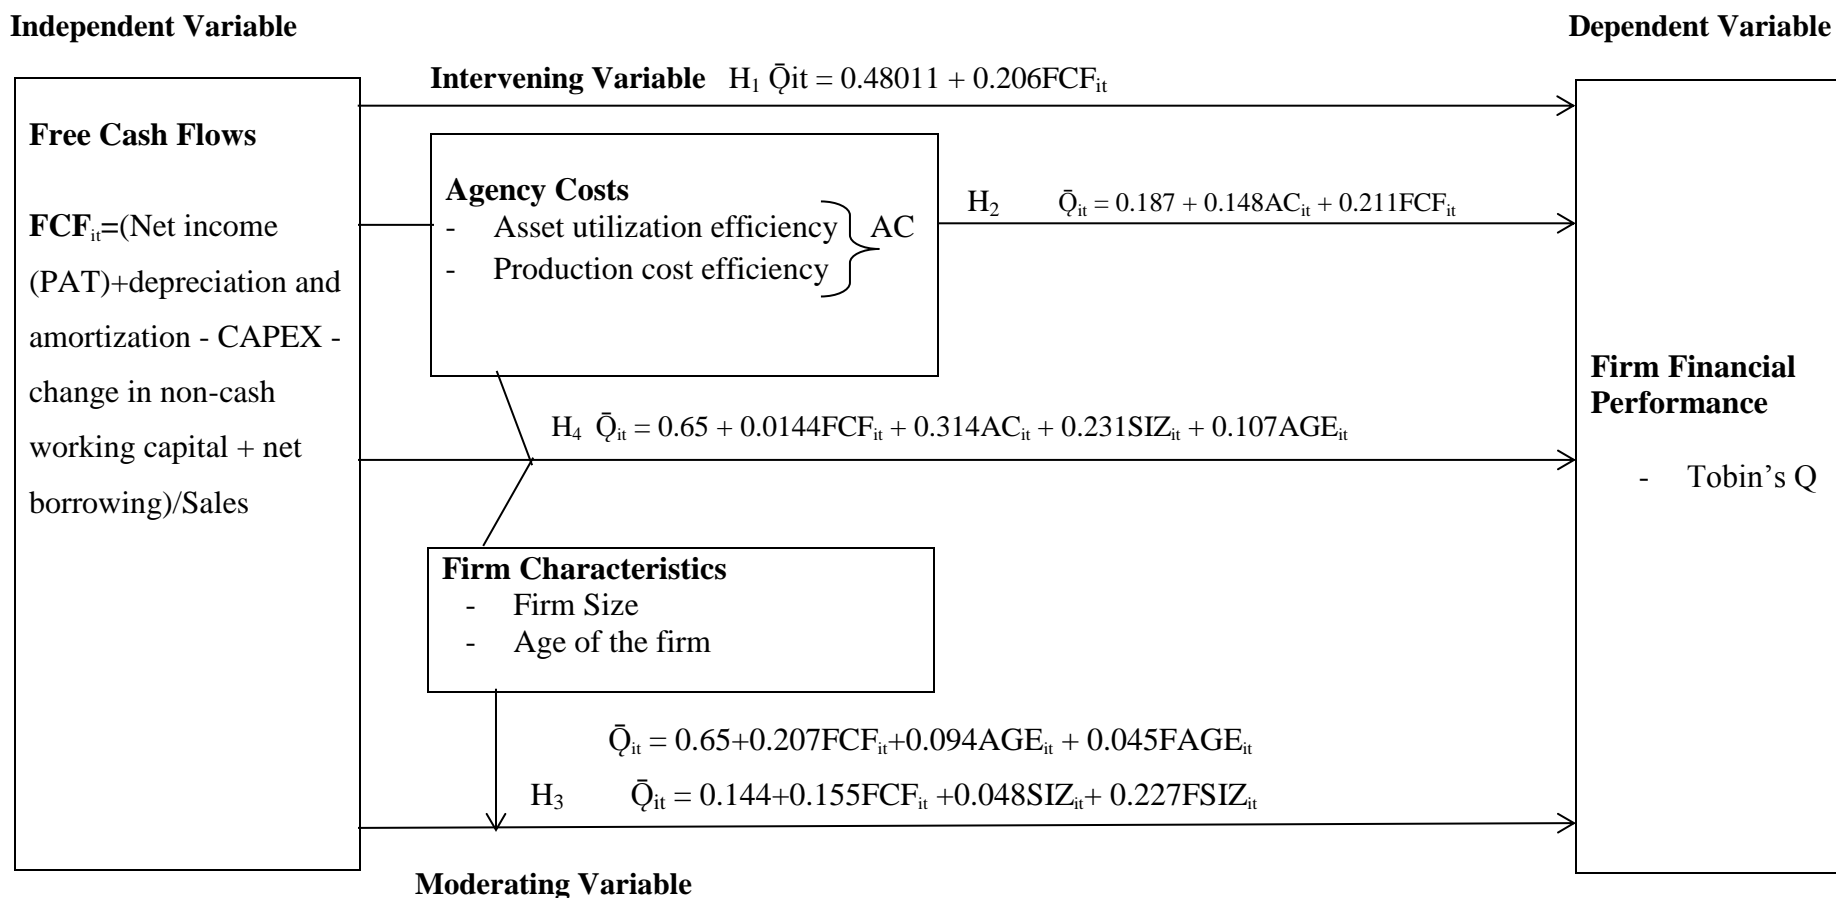 Independent Variable
Dependent Variable
Intervening Variable H₁ Q̄it = 0.48011 + 0.206FCFᵢₜ
Free Cash Flows
FCFᵢₜ=(Net income
(PAT)+depreciation and
amortization - CAPEX -
change in non-cash
working capital + net
borrowing)/Sales
Agency Costs
- Asset utilization efficiency
- Production cost efficiency
AC
H₂ Q̄ᵢₜ = 0.187 + 0.148ACᵢₜ + 0.211FCFᵢₜ
H₄ Q̄ᵢₜ = 0.65 + 0.0144FCFᵢₜ + 0.314ACᵢₜ + 0.231SIZᵢₜ + 0.107AGEᵢₜ
Firm Financial
Performance
- Tobin’s Q
Firm Characteristics
- Firm Size
- Age of the firm
Q̄ᵢₜ = 0.65+0.207FCFᵢₜ+0.094AGEᵢₜ + 0.045FAGEᵢₜ
H₃ Q̄ᵢₜ = 0.144+0.155FCFᵢₜ +0.048SIZᵢₜ+ 0.227FSIZᵢₜ
Moderating Variable